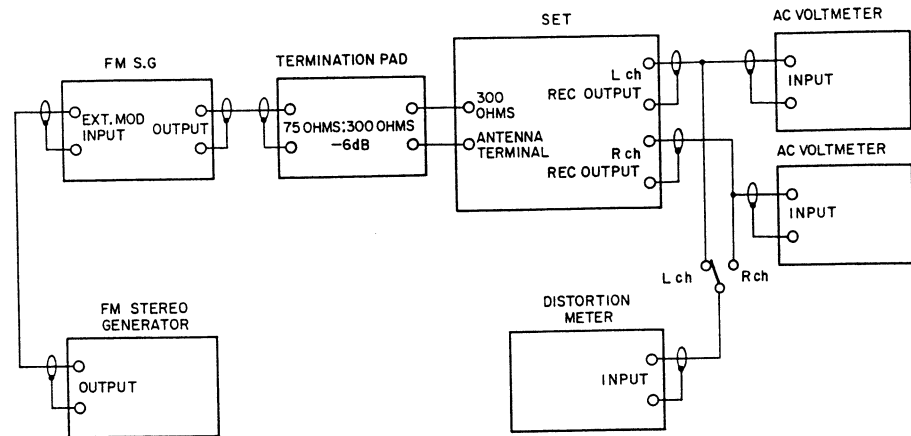 SET
AC VOLTMETER
FM S.G
TERMINATION PAD
EXT. MOD
INPUT
OUTPUT
75 OHMS:300 OHMS
-6dB
300
OHMS
ANTENNA
TERMINAL
L ch
REC OUTPUT
R ch
REC OUTPUT
INPUT
AC VOLTMETER
INPUT
L ch
R ch
FM STEREO
GENERATOR
OUTPUT
DISTORTION
METER
INPUT